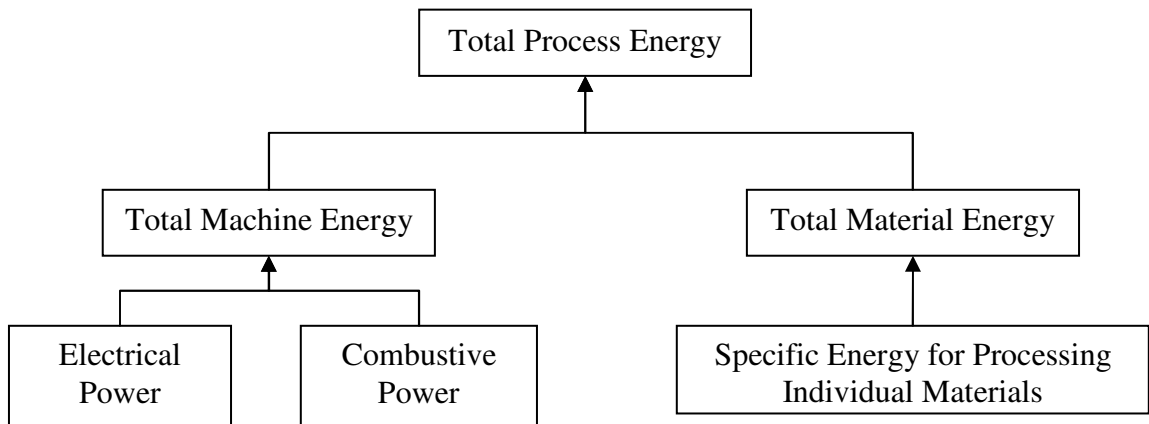 Total Process Energy
Total Machine Energy
Total Material Energy
Electrical
Power
Combustive
Power
Specific Energy for Processing
Individual Materials